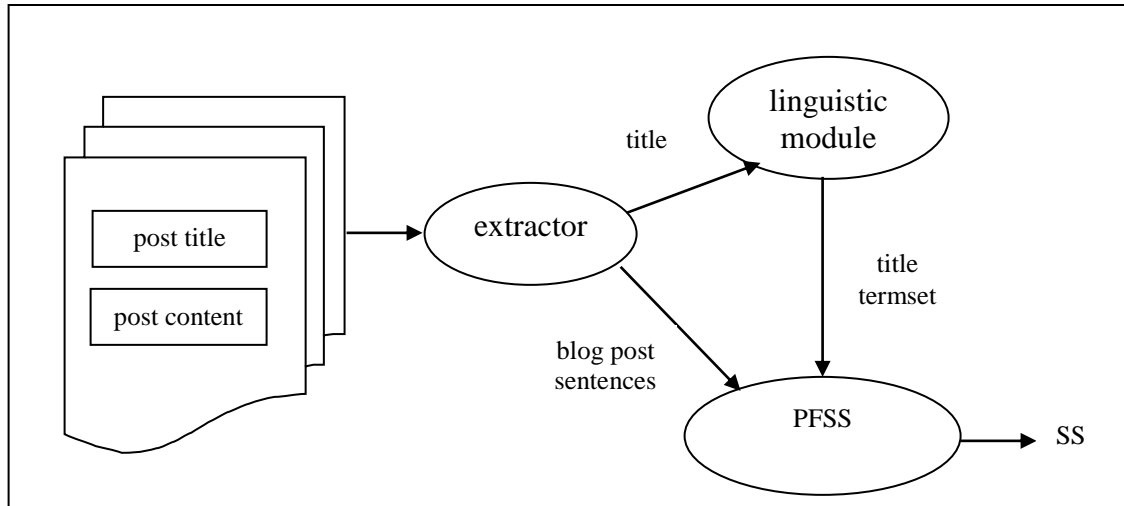 linguistic
module
title
post title
extractor
post content
title
termset
blog post
sentences
PFSS
SS